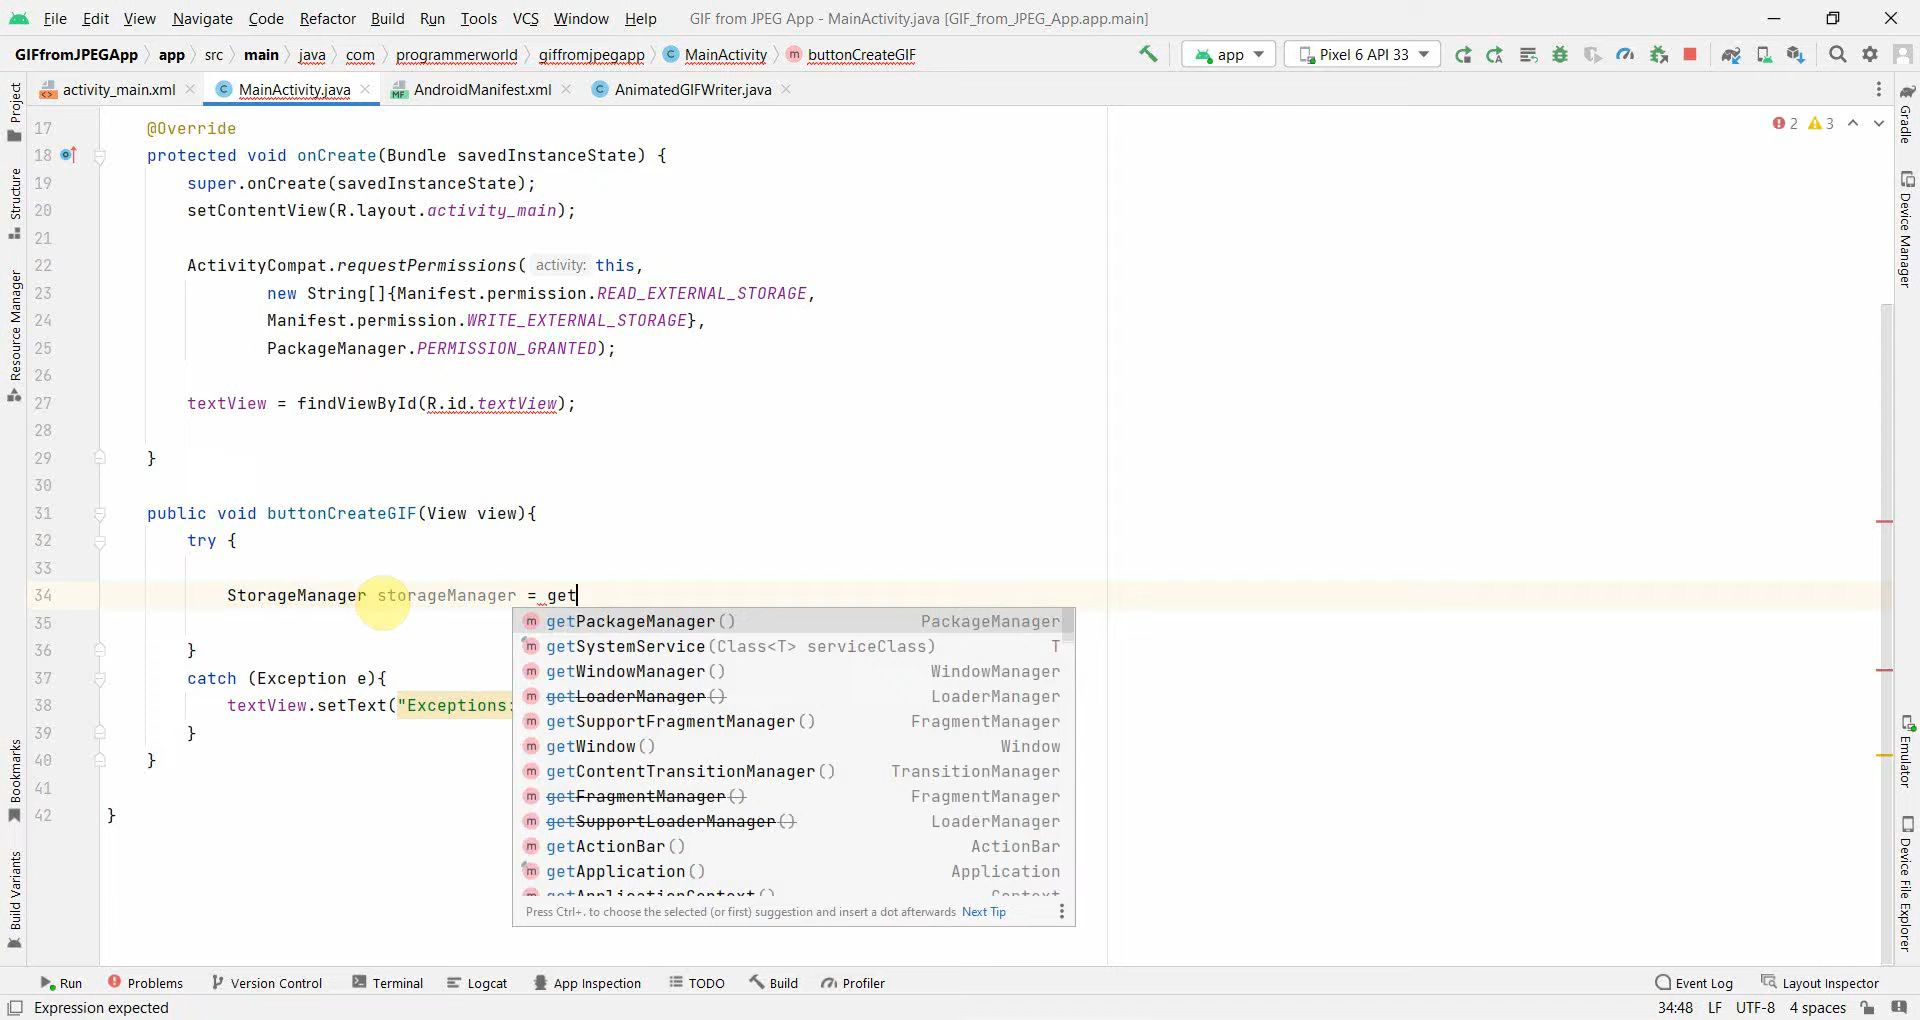 File Edit View Navigate Code Refactor Build Run Tools VCS Window Help GIF from JPEG App - MainActivity.java [GIF_from_JPEG_App.app.main]
GIFfromJPEGApp app src main java com programmerworld giffromjpegapp C MainActivity m buttonCreateGIF app Pixel 6 API 33
activity_main.xml C MainActivity.java MF AndroidManifest.xml C AnimatedGIFWriter.java
Project
Structure
Resource Manager
Bookmarks
Build Variants
2 3
17 @Override
18 protected void onCreate(Bundle savedInstanceState) {
19 super.onCreate(savedInstanceState);
20 setContentView(R.layout.activity_main);
21
22 ActivityCompat.requestPermissions( activity: this,
23 new String[]{Manifest.permission.READ_EXTERNAL_STORAGE,
24 Manifest.permission.WRITE_EXTERNAL_STORAGE},
25 PackageManager.PERMISSION_GRANTED);
26
27 textView = findViewById(R.id.textView);
28
29 }
30
31 public void buttonCreateGIF(View view){
32 try {
33
34 StorageManager storageManager = get
35
36 }
37 catch (Exception e){
38 textView.setText("Exceptions:
39 }
40 }
41
42 }
m getPackageManager() PackageManager
m getSystemService(Class<T> serviceClass) T
m getWindowManager() WindowManager
m getLoaderManager() LoaderManager
m getSupportFragmentManager() FragmentManager
m getWindow() Window
m getContentTransitionManager() TransitionManager
m getFragmentManager() FragmentManager
m getSupportLoaderManager() LoaderManager
m getActionBar() ActionBar
m getApplication() Application
m getApplicationContext() Context
Press Ctrl+. to choose the selected (or first) suggestion and insert a dot afterwards Next Tip
Gradle
Device Manager
Emulator
Device File Explorer
Run Problems Version Control Terminal Logcat App Inspection TODO Build Profiler Event Log Layout Inspector
Expression expected 34:48 LF UTF-8 4 spaces